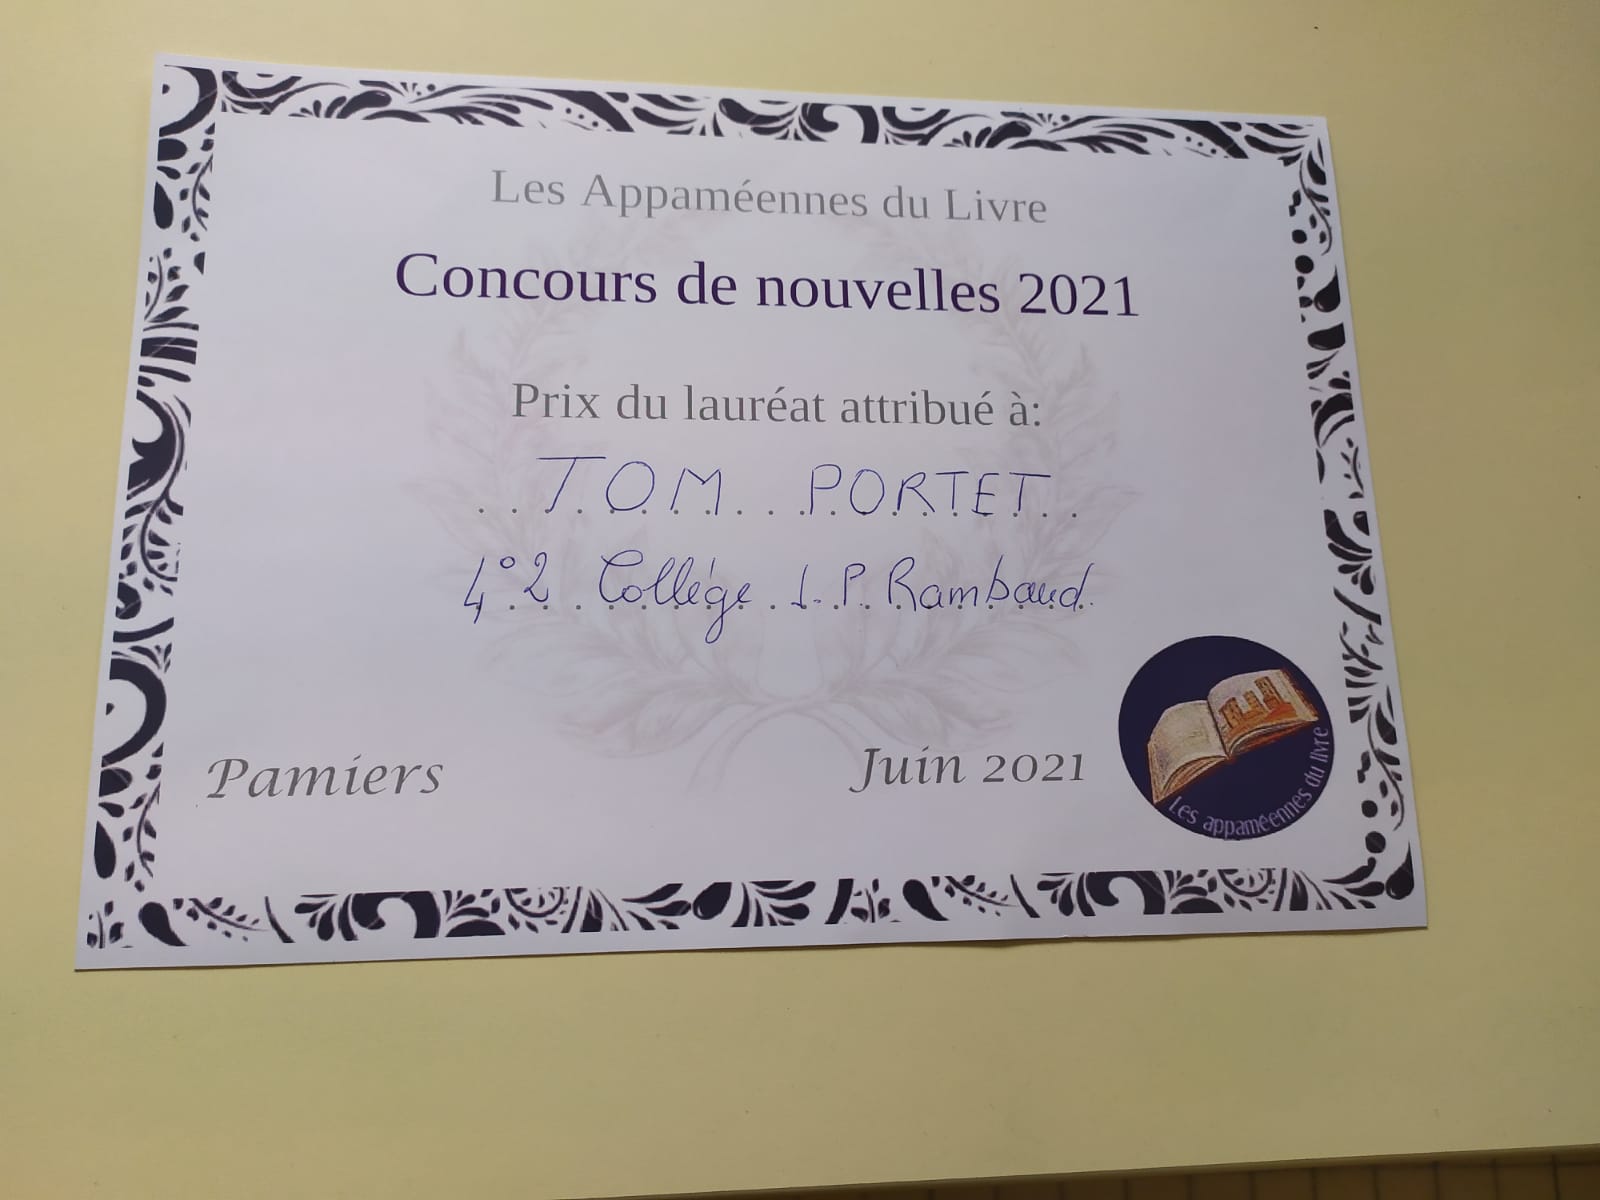 Les Appaméennes du Livre
Concours de nouvelles 2021
Prix du lauréat attribué à:
TOM PORTET
4°2 Collège J.P. Rambaud.
Pamiers
Juin 2021
Les appaméennes du livre